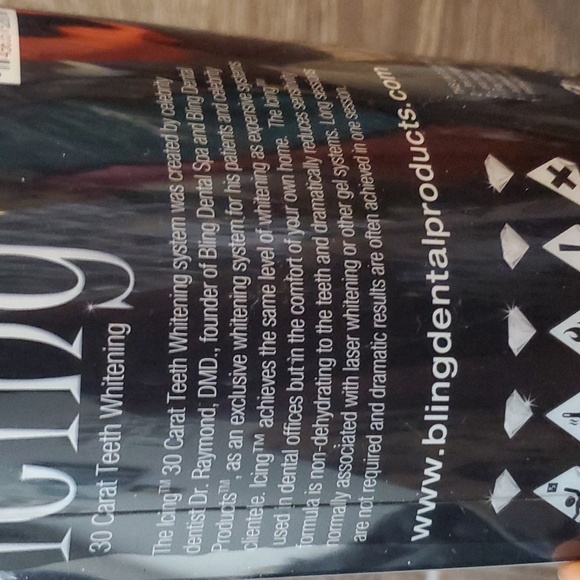 Icing
30 Carat Teeth Whitening
The Icing™ 30 Carat Teeth Whitening system was created by celebrity
dentist Dr. Raymond, DMD., founder of Bling Dental Spa and Bling Dental
Products™, as an exclusive whitening system for his patients and celebrity
clientee. Icing™ achieves the same level of whitening as expensive systems
used in dental offices but in the comfort of your own home. The Icing™
formula is non-dehydrating to the teeth and dramatically reduces sensitivity
normally associated with laser whitening or other gel systems. Long sessions
are not required and dramatic results are often achieved in one session.
www.blingdentalproducts.com